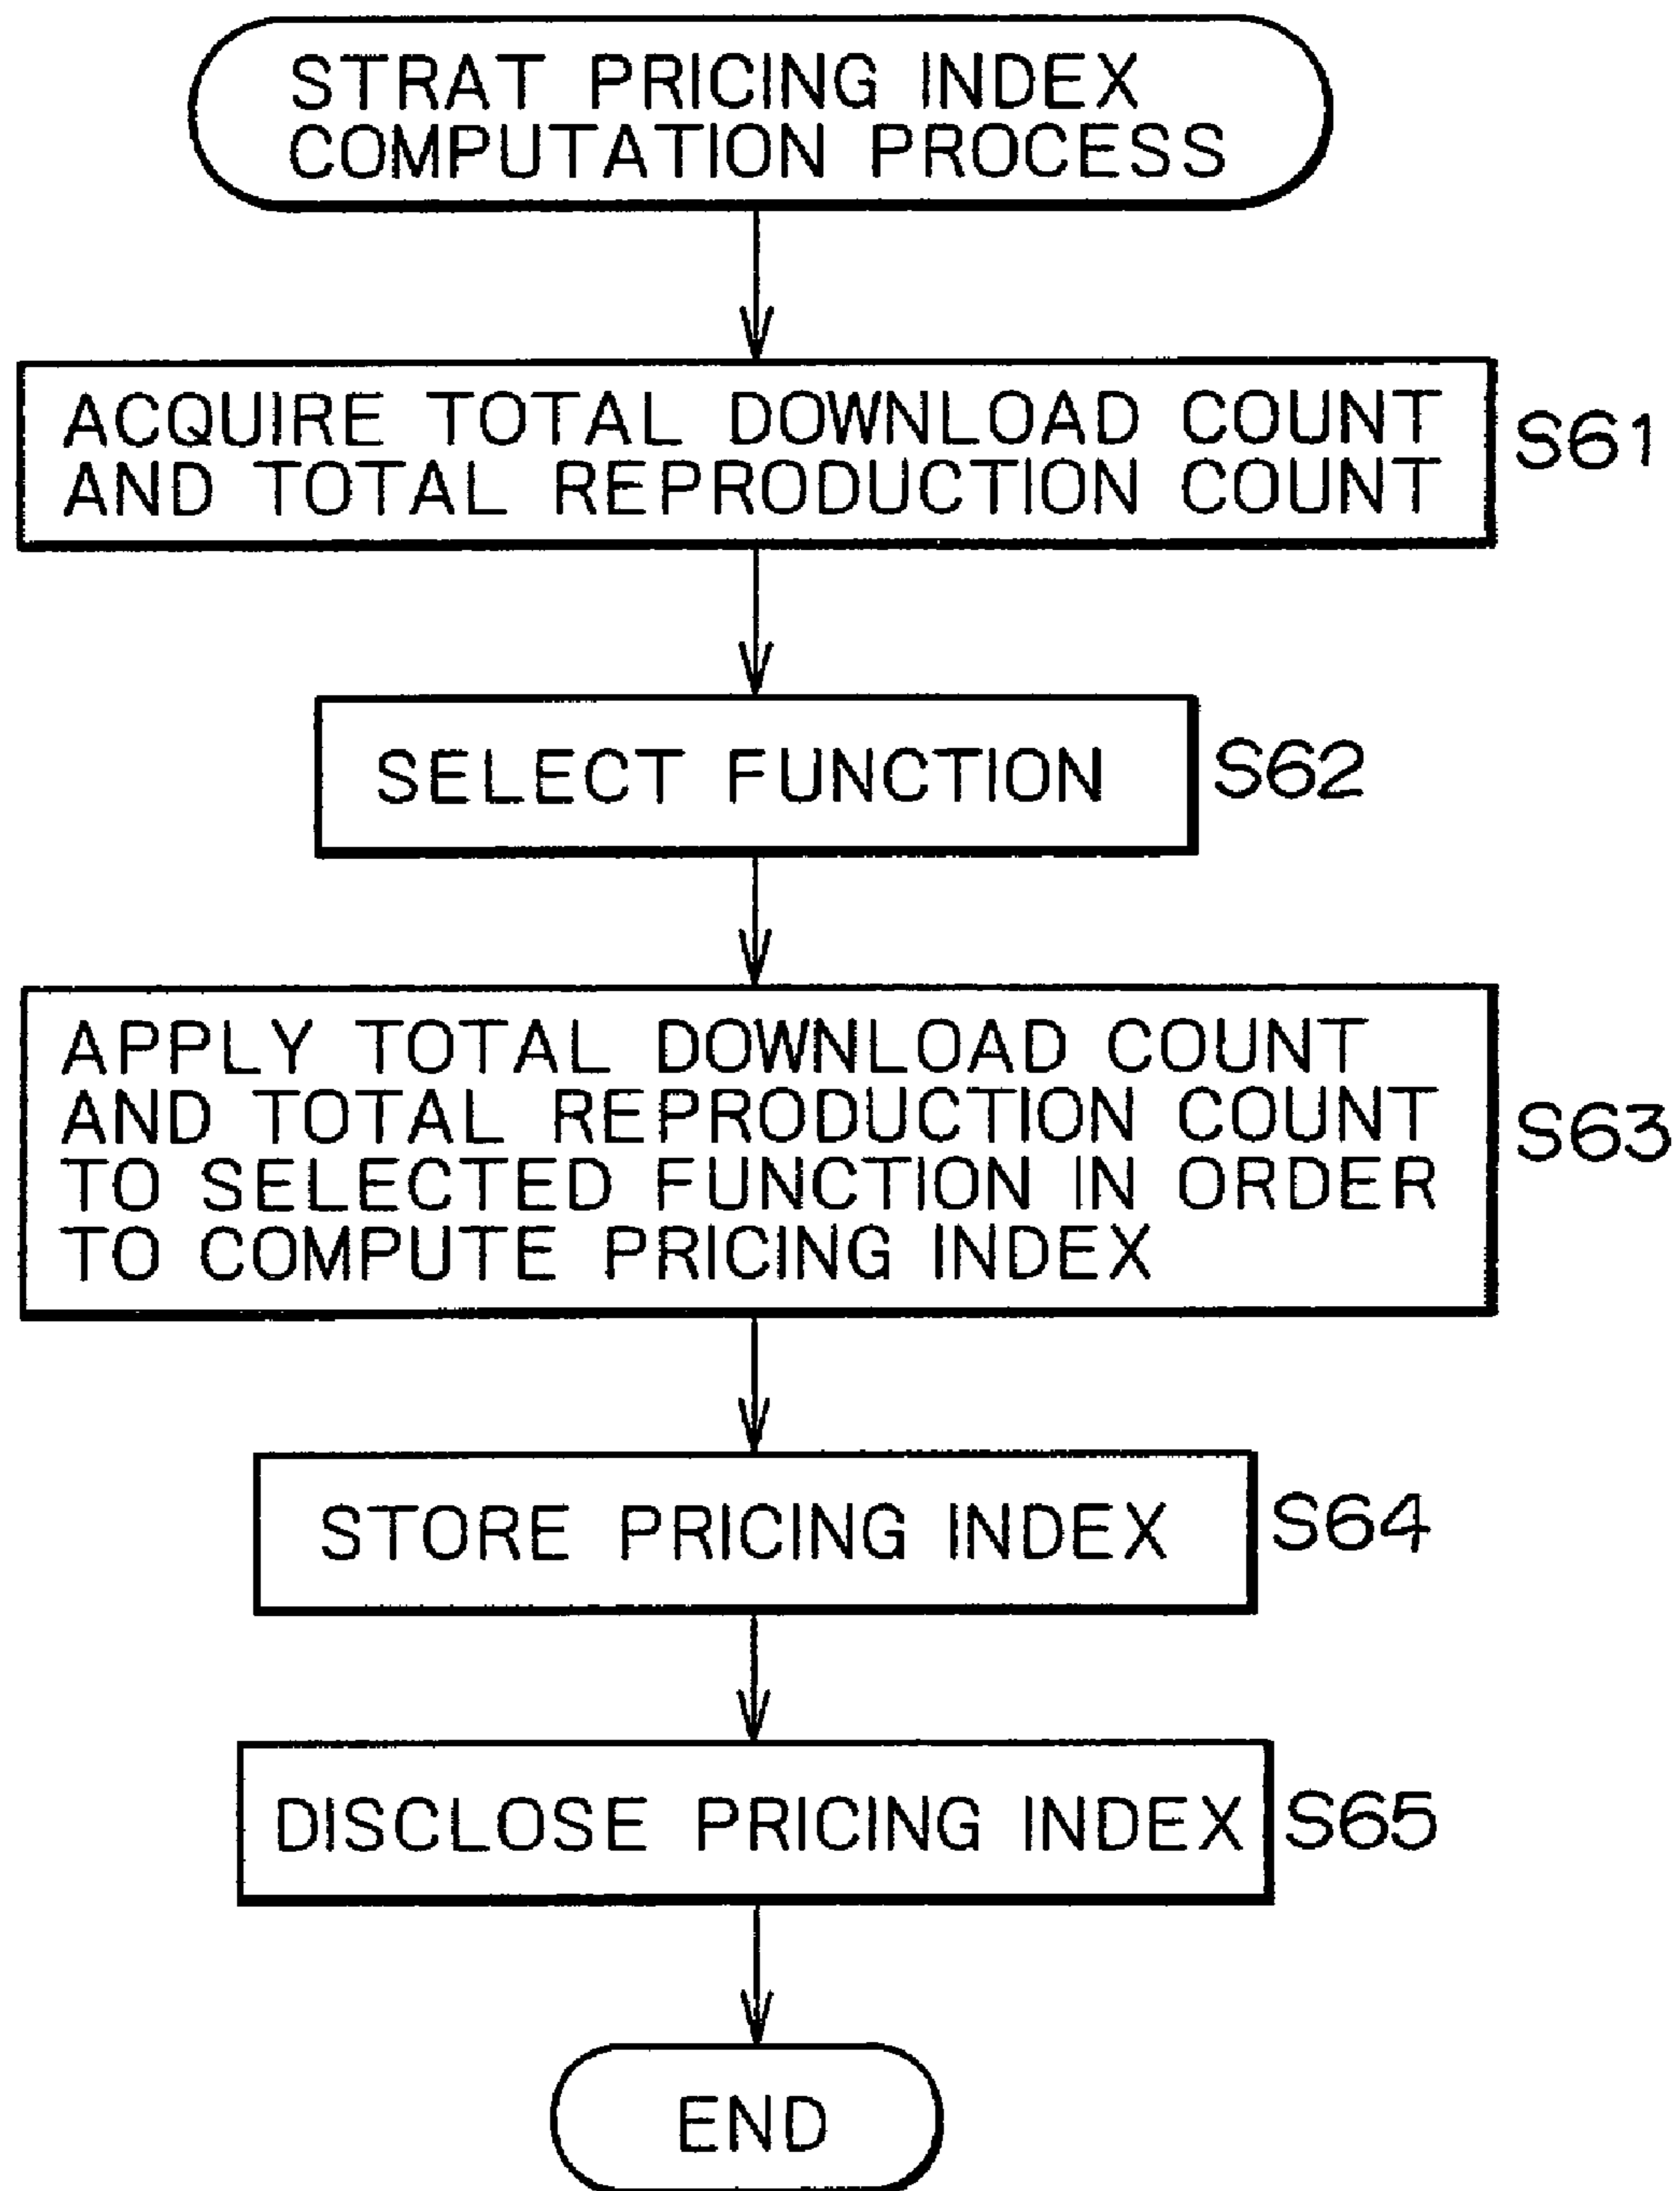 STRAT PRICING INDEX
COMPUTATION PROCESS
ACQUIRE TOTAL DOWNLOAD COUNT
AND TOTAL REPRODUCTION COUNT
S61
SELECT FUNCTION
S62
APPLY TOTAL DOWNLOAD COUNT
AND TOTAL REPRODUCTION COUNT
TO SELECTED FUNCTION IN ORDER
TO COMPUTE PRICING INDEX
S63
STORE PRICING INDEX
S64
DISCLOSE PRICING INDEX
S65
END